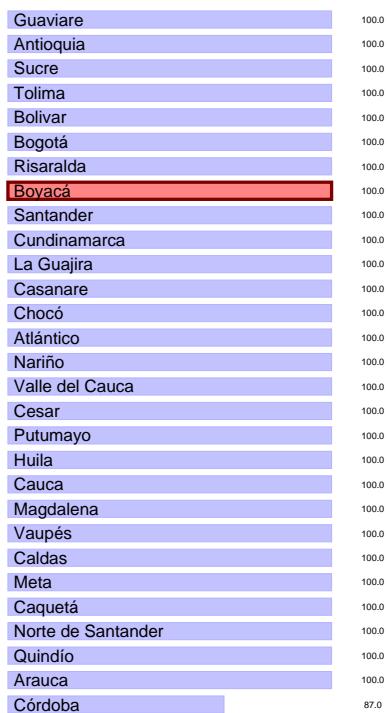 Guaviare 100.0
Antioquia 100.0
Sucre 100.0
Tolima 100.0
Bolivar 100.0
Bogotá 100.0
Risaralda 100.0
Boyacá 100.0
Santander 100.0
Cundinamarca 100.0
La Guajira 100.0
Casanare 100.0
Chocó 100.0
Atlántico 100.0
Nariño 100.0
Valle del Cauca 100.0
Cesar 100.0
Putumayo 100.0
Huila 100.0
Cauca 100.0
Magdalena 100.0
Vaupés 100.0
Caldas 100.0
Meta 100.0
Caquetá 100.0
Norte de Santander 100.0
Quindío 100.0
Arauca 100.0
Córdoba 87.0